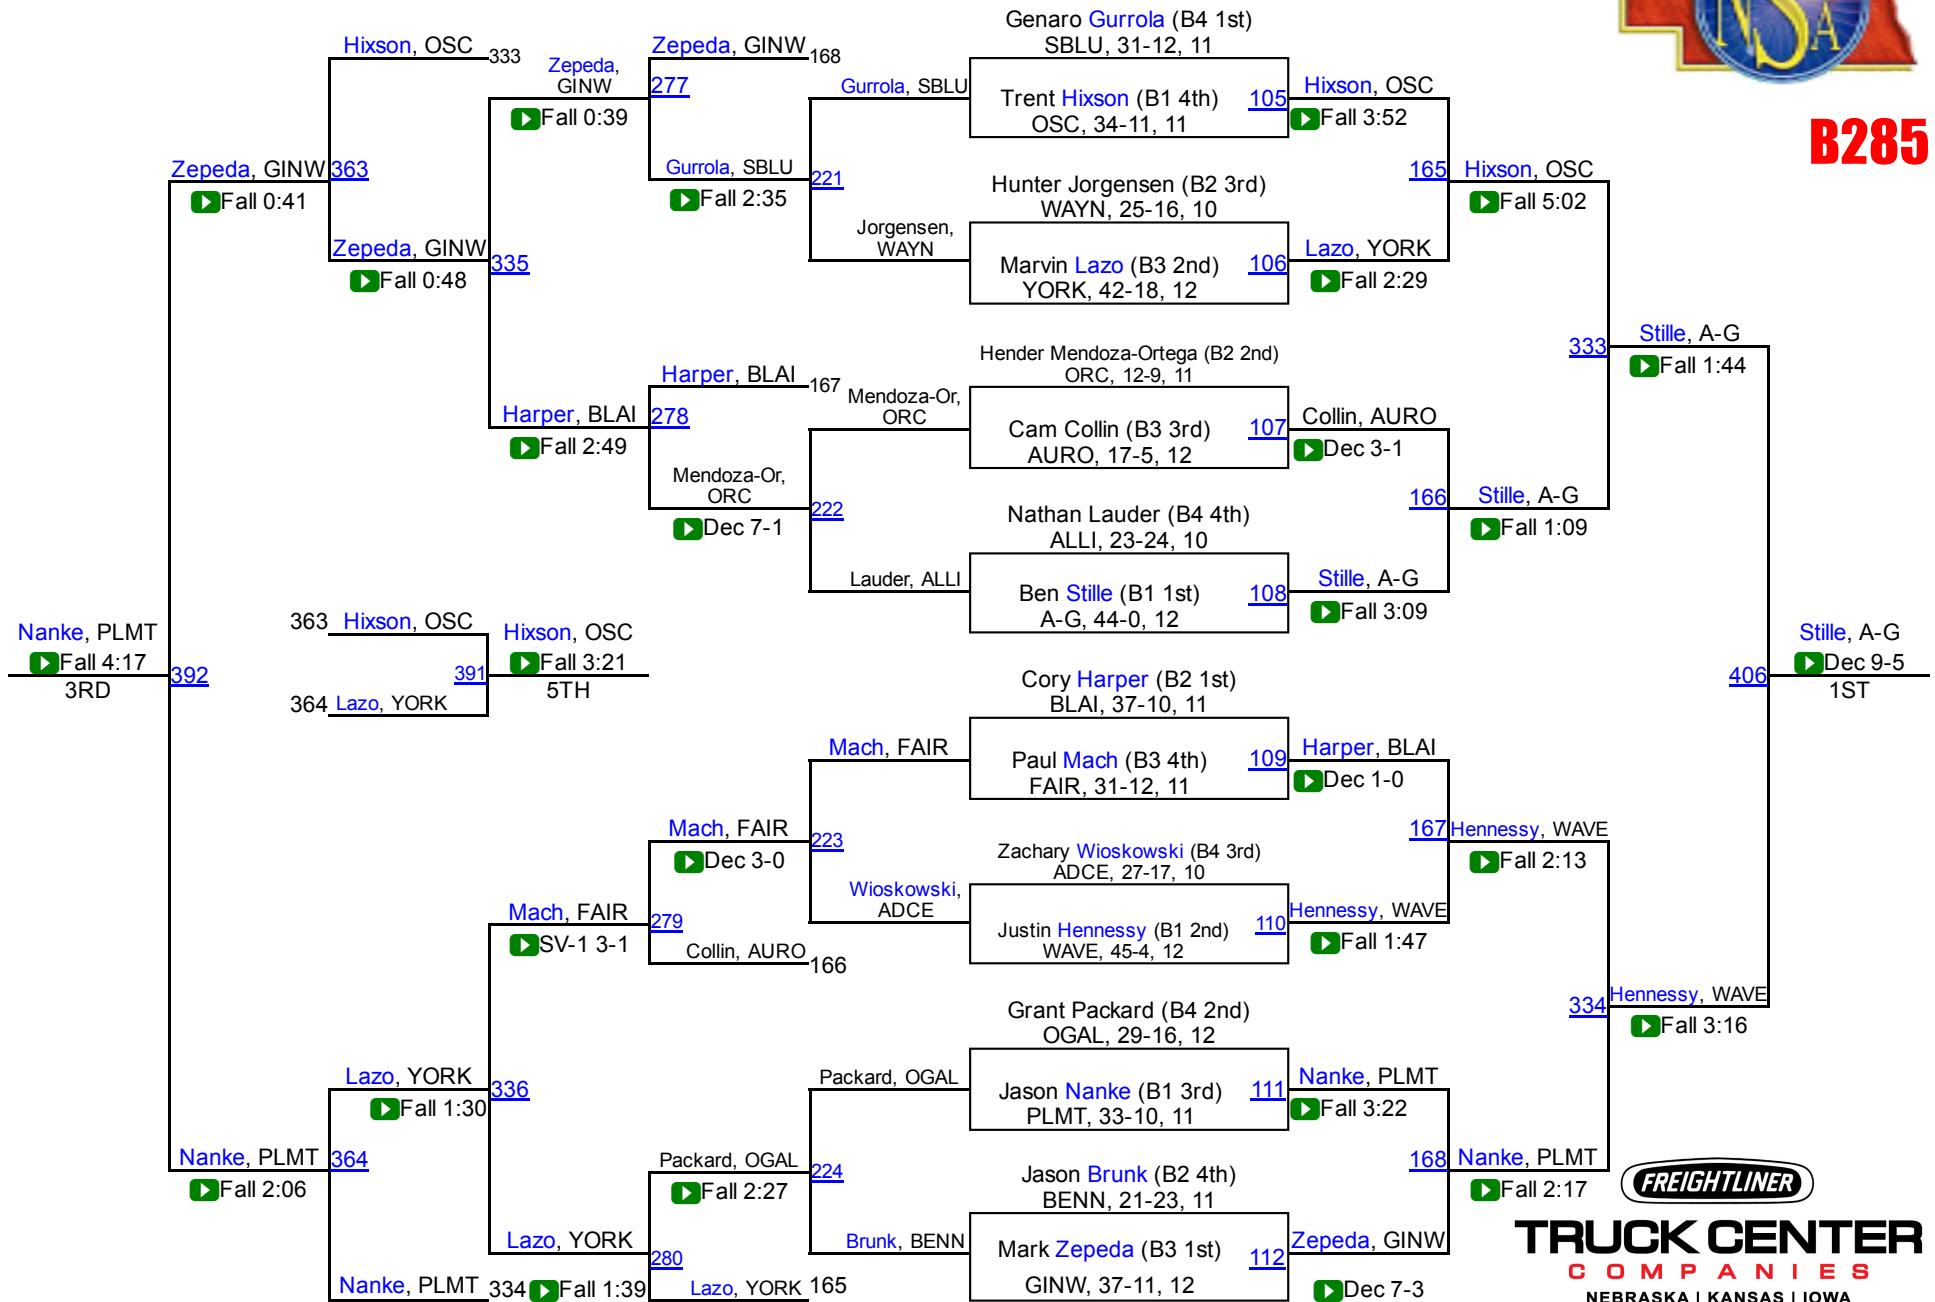 NSA
B285
Genaro Gurrola (B4 1st)
SBLU, 31-12, 11
Trent Hixson (B1 4th)
OSC, 34-11, 11
105
Hunter Jorgensen (B2 3rd)
WAYN, 25-16, 10
Marvin Lazo (B3 2nd)
YORK, 42-18, 12
106
Hender Mendoza-Ortega (B2 2nd)
ORC, 12-9, 11
Cam Collin (B3 3rd)
AURO, 17-5, 12
107
Nathan Lauder (B4 4th)
ALLI, 23-24, 10
Ben Stille (B1 1st)
A-G, 44-0, 12
108
Cory Harper (B2 1st)
BLAI, 37-10, 11
Paul Mach (B3 4th)
FAIR, 31-12, 11
109
Zachary Wioskowski (B4 3rd)
ADCE, 27-17, 10
Justin Hennessy (B1 2nd)
WAVE, 45-4, 12
110
Grant Packard (B4 2nd)
OGAL, 29-16, 12
Jason Nanke (B1 3rd)
PLMT, 33-10, 11
111
Jason Brunk (B2 4th)
BENN, 21-23, 11
Mark Zepeda (B3 1st)
GINW, 37-11, 12
112
Hixson, OSC
Fall 3:52
165
Lazo, YORK
Fall 2:29
Collin, AURO
Dec 3-1
166
Stille, A-G
Fall 3:09
Harper, BLAI
Dec 1-0
167
Hennessy, WAVE
Fall 1:47
Nanke, PLMT
Fall 3:22
168
Zepeda, GINW
Dec 7-3
Hixson, OSC
Fall 5:02
333
Stille, A-G
Fall 1:09
Hennessy, WAVE
Fall 2:13
334
Nanke, PLMT
Fall 2:17
Stille, A-G
Fall 1:44
406
Hennessy, WAVE
Fall 3:16
Stille, A-G
Dec 9-5
1ST
Gurrola, SBLU
221
Jorgensen,
WAYN
Mendoza-Or,
ORC
222
Lauder, ALLI
Mach, FAIR
223
Wioskowski,
ADCE
Packard, OGAL
224
Brunk, BENN
Zepeda, GINW 168
277
Gurrola, SBLU
Fall 2:35
Harper, BLAI 167
278
Mendoza-Or,
ORC
Dec 7-1
Mach, FAIR
Dec 3-0
279
Collin, AURO 166
Packard, OGAL
Fall 2:27
280
Lazo, YORK 165
Zepeda,
GINW
Fall 0:39
335
Harper, BLAI
Fall 2:49
Mach, FAIR
SV-1 3-1
336
Lazo, YORK
Fall 1:39
Hixson, OSC 333
363
Zepeda, GINW
Fall 0:48
Lazo, YORK
Fall 1:30
364
Nanke, PLMT 334
Zepeda, GINW
Fall 0:41
392
Nanke, PLMT
Fall 2:06
Nanke, PLMT
Fall 4:17
3RD
363 Hixson, OSC
391
364 Lazo, YORK
Hixson, OSC
Fall 3:21
5TH
FREIGHTLINER
TRUCK CENTER
COMPANIES
NEBRASKA | KANSAS | IOWA